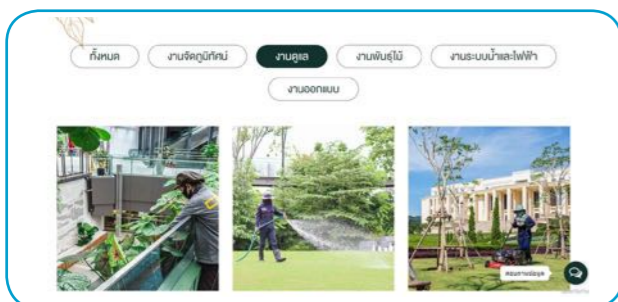 ทั้งหมด งานจัดภูมิทัศน์ งานดูแล งานพันธุ์ไม้ งานระบบน้ำและไฟฟ้า
งานออกแบบ
สอบถามข้อมูล